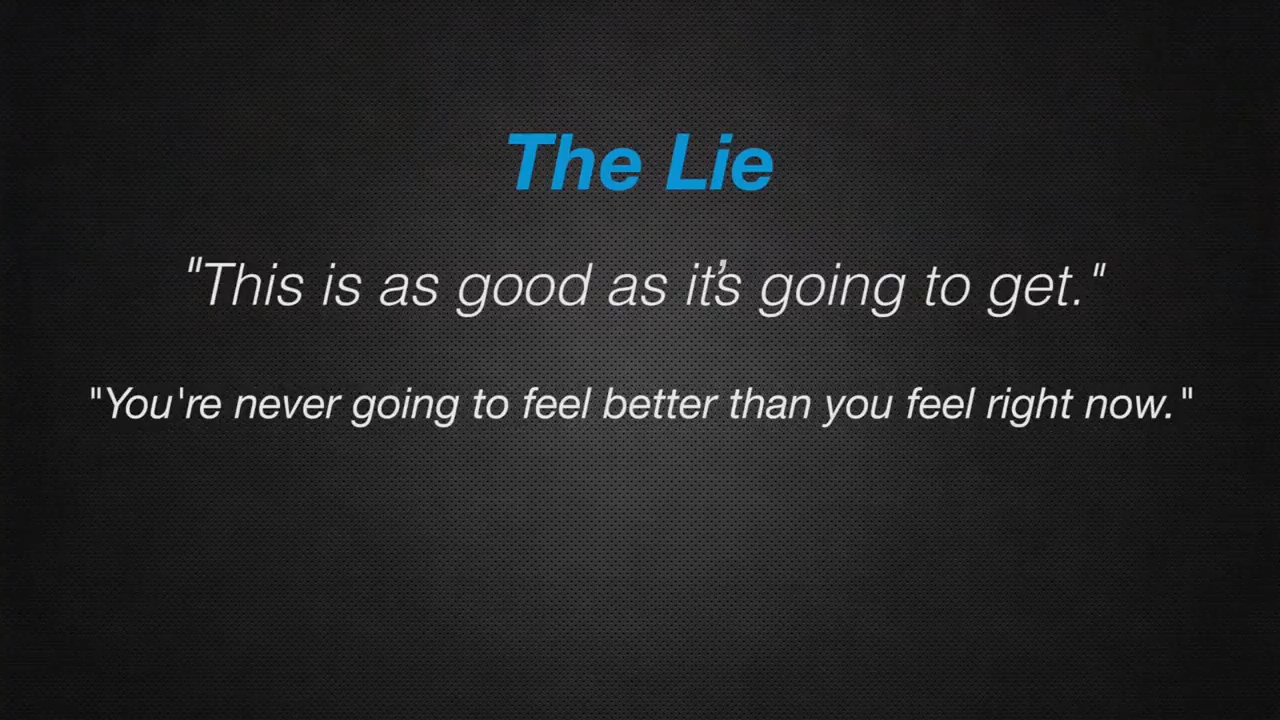 The Lie
"This is as good as it’s going to get."
"You're never going to feel better than you feel right now."